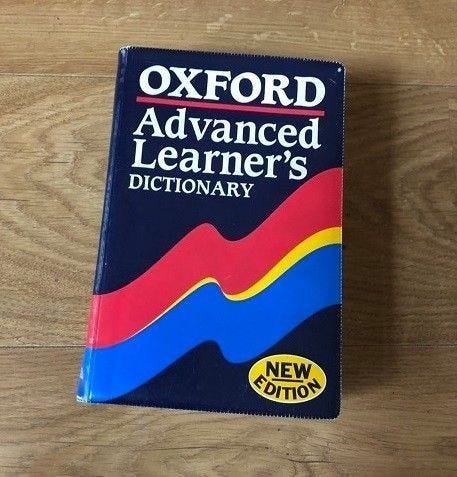 OXFORD
Advanced
Learner's
DICTIONARY
NEW
EDITION